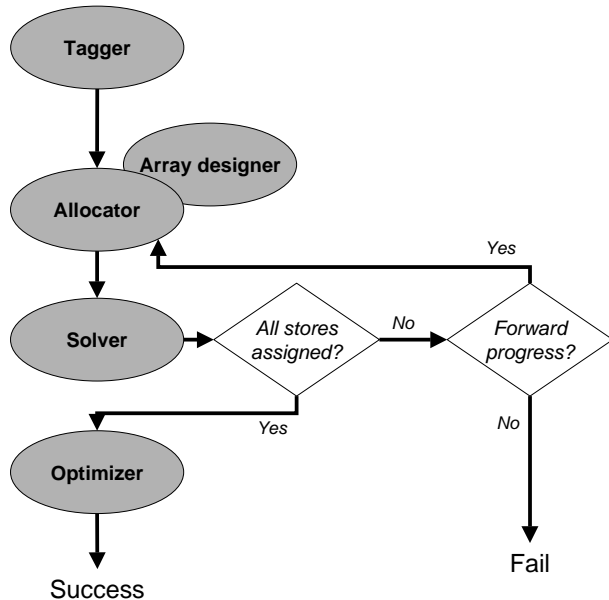 Tagger
Array designer
Allocator
Yes
Solver
All stores
assigned?
No
Forward
progress?
Yes
No
Optimizer
Fail
Success